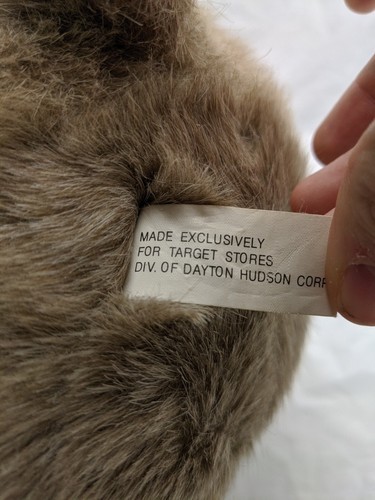 MADE EXCLUSIVELY
FOR TARGET STORES
DIV. OF DAYTON HUDSON CORP